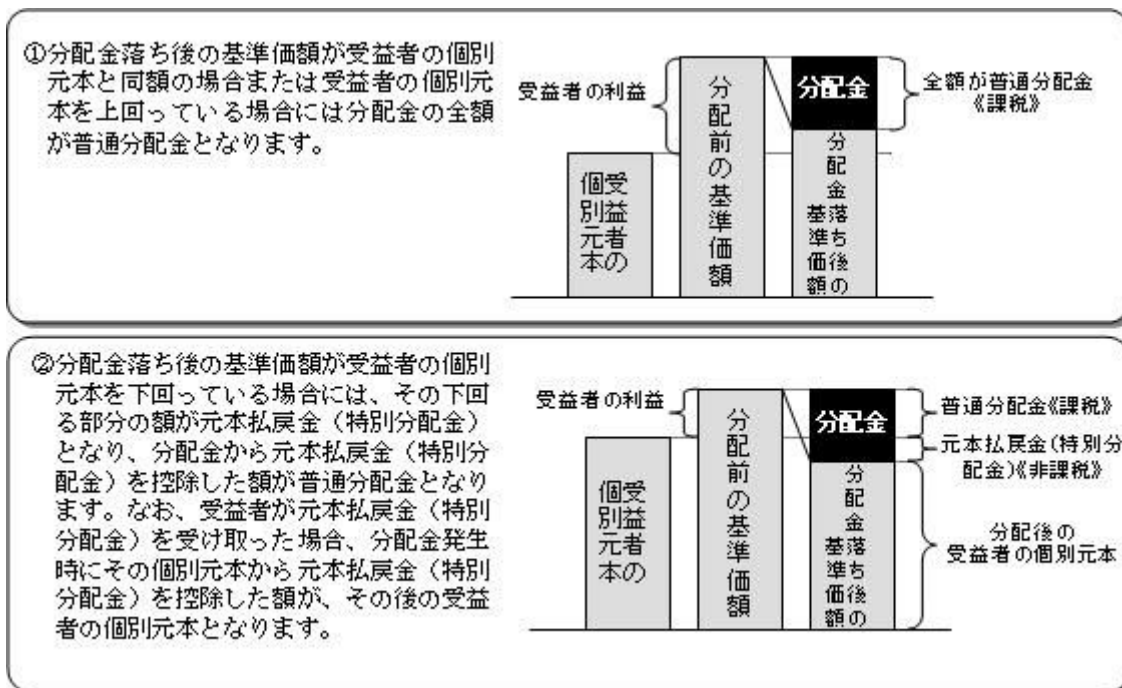 ①分配金落ち後の基準価額が受益者の個別
元本と同額の場合または受益者の個別元
本を上回っている場合には分配金の全額
が普通分配金となります。
受益者の利益
受益者の
個別元本
分配前の基準価額
分配金
分配金落ち後の
基準価額
全額が普通分配金
《課税》
②分配金落ち後の基準価額が受益者の個別
元本を下回っている場合には、その下回
る部分の額が元本払戻金(特別分配金)
となり、分配金から元本払戻金(特別分
配金)を控除した額が普通分配金となり
ます。なお、受益者が元本払戻金(特別
分配金)を受け取った場合、分配金発生
時にその個別元本から元本払戻金(特別
分配金)を控除した額が、その後の受益
者の個別元本となります。
受益者の利益
受益者の
個別元本
分配前の基準価額
分配金
分配金落ち後の
基準価額
普通分配金《課税》
元本払戻金(特別分
配金)《非課税》
分配後の
受益者の個別元本